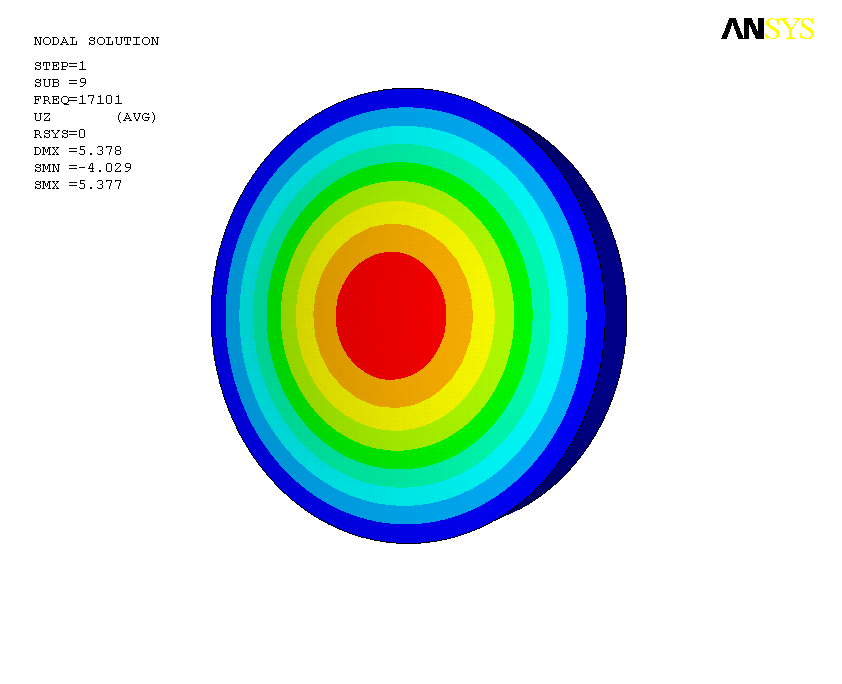 NODAL SOLUTION
STEP=1
SUB =9
FREQ=17101
UZ (AVG)
RSYS=0
DMX =5.378
SMN =-4.029
SMX =5.377
ANSYS